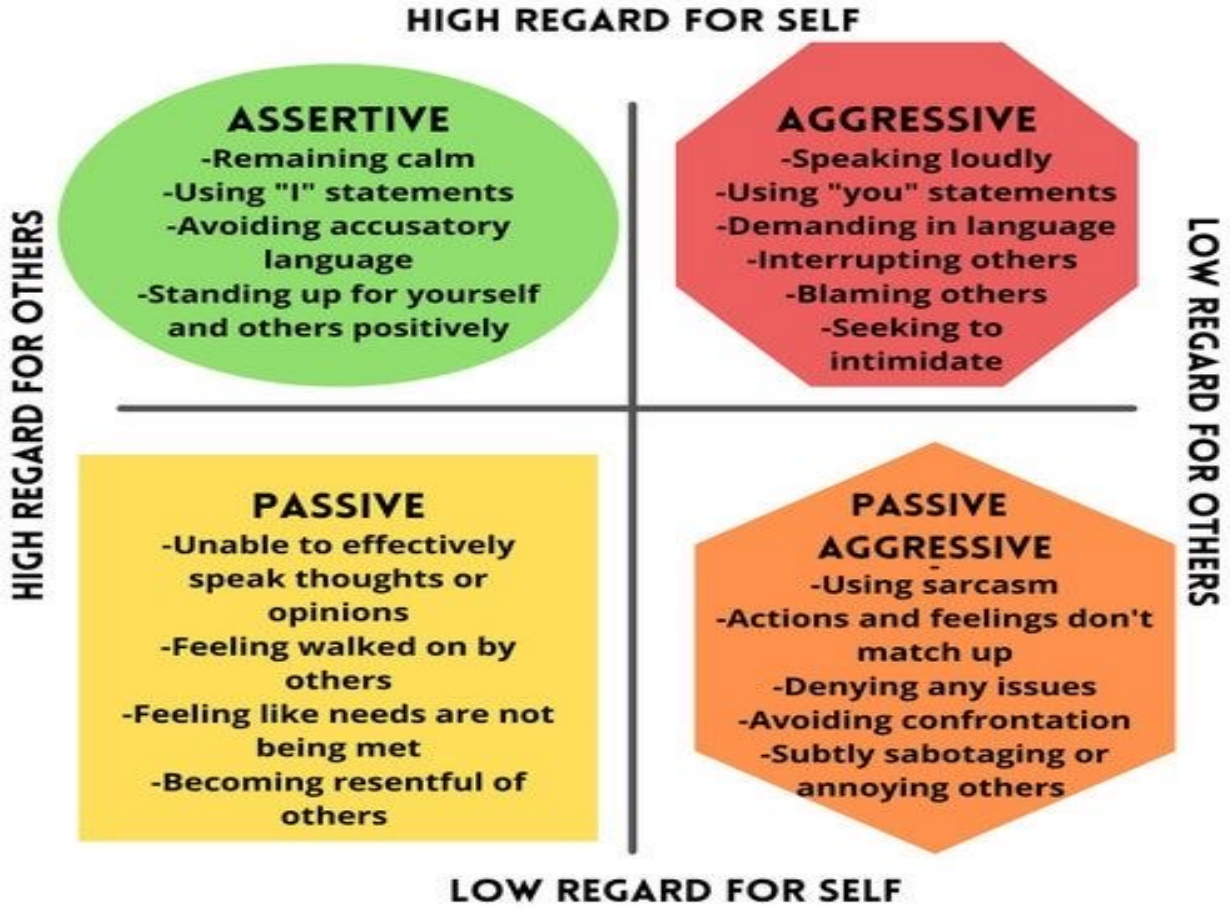 HIGH REGARD FOR SELF
HIGH REGARD FOR OTHERS
ASSERTIVE
-Remaining calm
-Using "I" statements
-Avoiding accusatory
language
-Standing up for yourself
and others positively
AGGRESSIVE
-Speaking loudly
-Using "you" statements
-Demanding in language
-Interrupting others
-Blaming others
-Seeking to
intimidate
LOW REGARD FOR OTHERS
PASSIVE
-Unable to effectively
speak thoughts or
opinions
-Feeling walked on by
others
-Feeling like needs are not
being met
-Becoming resentful of
others
PASSIVE
AGGRESSIVE
-
-Using sarcasm
-Actions and feelings don't
match up
-Denying any issues
-Avoiding confrontation
-Subtly sabotaging or
annoying others
LOW REGARD FOR SELF